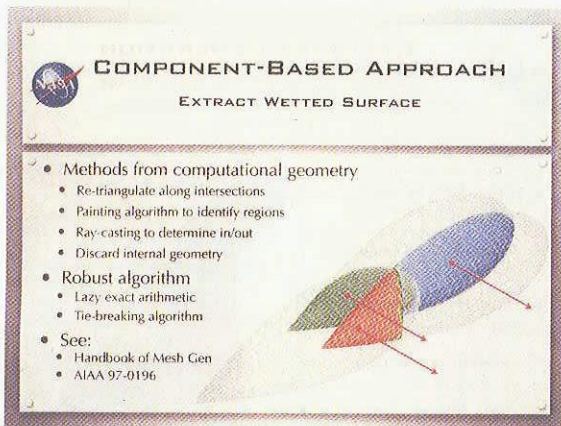 NASA
COMPONENT-BASED APPROACH
EXTRACT WETTED SURFACE
• Methods from computational geometry
• Re-triangulate along intersections
• Painting algorithm to identify regions
• Ray-casting to determine in/out
• Discard internal geometry
• Robust algorithm
• Lazy exact arithmetic
• Tie-breaking algorithm
• See:
• Handbook of Mesh Gen
• AIAA 97-0196